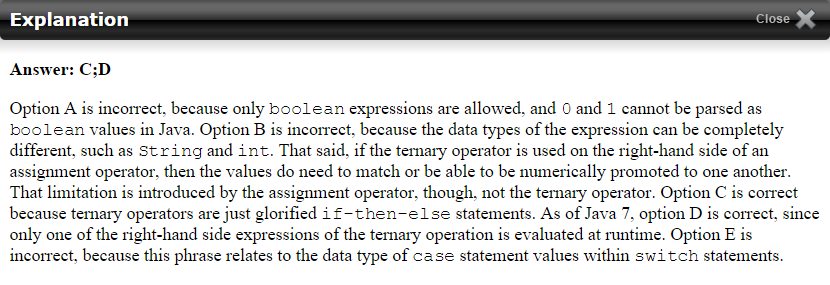 Explanation
Close
Answer: C;D
Option A is incorrect, because only boolean expressions are allowed, and 0 and 1 cannot be parsed as
boolean values in Java. Option B is incorrect, because the data types of the expression can be completely
different, such as String and int. That said, if the ternary operator is used on the right-hand side of an
assignment operator, then the values do need to match or be able to be numerically promoted to one another.
That limitation is introduced by the assignment operator, though, not the ternary operator. Option C is correct
because ternary operators are just glorified if-then-else statements. As of Java 7, option D is correct, since
only one of the right-hand side expressions of the ternary operation is evaluated at runtime. Option E is
incorrect, because this phrase relates to the data type of case statement values within switch statements.